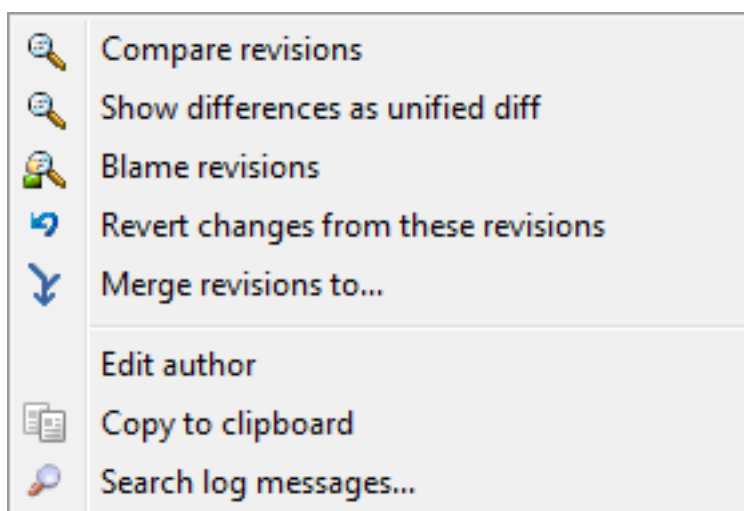 Compare revisions
Show differences as unified diff
Blame revisions
Revert changes from these revisions
Merge revisions to...
Edit author
Copy to clipboard
Search log messages...